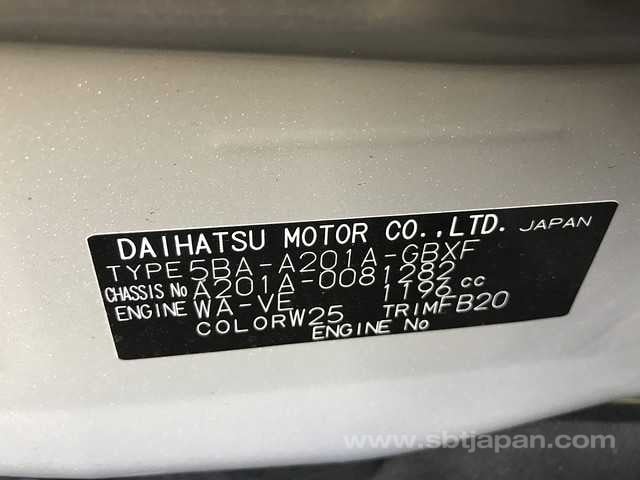 DAIHATSU MOTOR CO.,LTD. JAPAN
TYPE 5BA-A201A-GBXF
CHASSIS No A201A-0081282
ENGINE WA-VE 1196 cc
COLOR W25 TRIM FB20
ENGINE No
www.sbtjapan.com